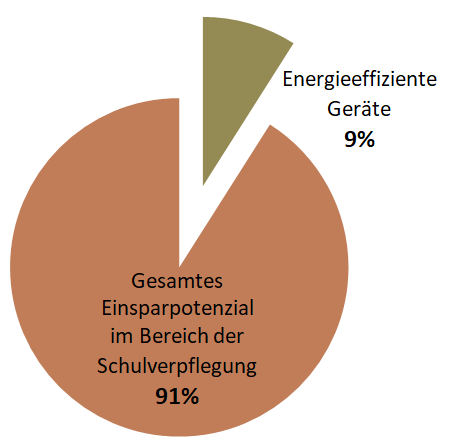 Energieeffiziente
Geräte
9%
Gesamtes
Einsparpotenzial
im Bereich der
Schulverpflegung
91%